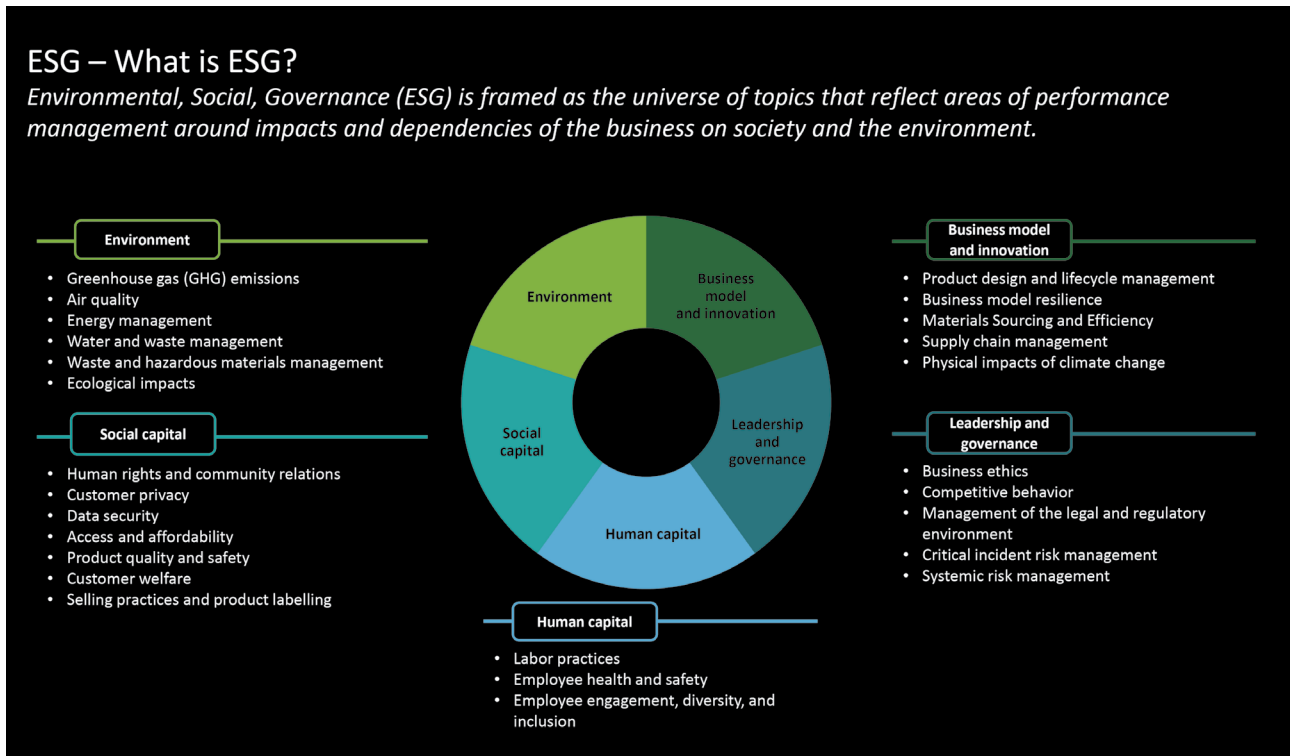 ESG – What is ESG?
Environmental, Social, Governance (ESG) is framed as the universe of topics that reflect areas of performance
management around impacts and dependencies of the business on society and the environment.
Environment
• Greenhouse gas (GHG) emissions
• Air quality
• Energy management
• Water and waste management
• Waste and hazardous materials management
• Ecological impacts
Social capital
• Human rights and community relations
• Customer privacy
• Data security
• Access and affordability
• Product quality and safety
• Customer welfare
• Selling practices and product labelling
Environment
Business
model
and innovation
Social
capital
Leadership
and
governance
Human capital
Human capital
• Labor practices
• Employee health and safety
• Employee engagement, diversity, and
inclusion
Business model
and innovation
• Product design and lifecycle management
• Business model resilience
• Materials Sourcing and Efficiency
• Supply chain management
• Physical impacts of climate change
Leadership and
governance
• Business ethics
• Competitive behavior
• Management of the legal and regulatory
environment
• Critical incident risk management
• Systemic risk management